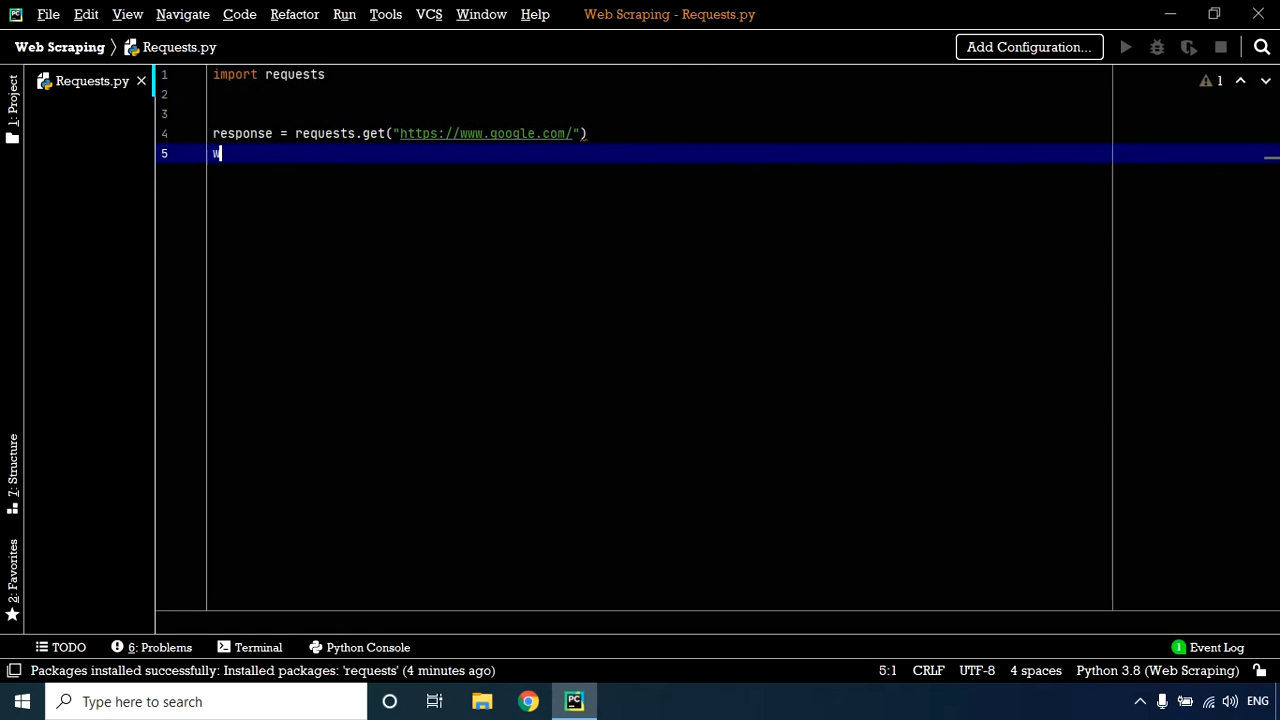 PC File Edit View Navigate Code Refactor Run Tools VCS Window Help Web Scraping - Requests.py
Web Scraping 〉 Requests.py Add Configuration...
Requests.py 1
1: Project
7: Structure
2: Favorites
1 import requests
2
3
4 response = requests.get("https://www.google.com/")
5 w
TODO 6: Problems Terminal Python Console 1 Event Log
Packages installed successfully: Installed packages: 'requests' (4 minutes ago) 5:1 CRLF UTF-8 4 spaces Python 3.8 (Web Scraping)
Type here to search PC ENG